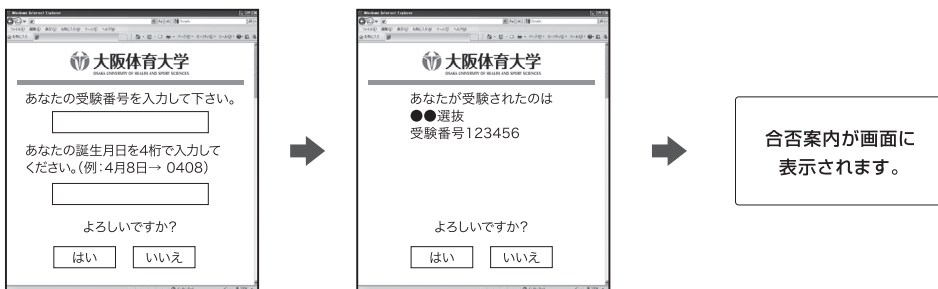 Windows Internet Explorer
大阪体育大学
OSAKA UNIVERSITY OF HEALTH AND SPORT SCIENCES
あなたの受験番号を入力して下さい。
あなたの誕生月日を4桁で入力して
ください。(例：4月8日→ 0408)
よろしいですか?
はい
いいえ
Windows Internet Explorer
大阪体育大学
OSAKA UNIVERSITY OF HEALTH AND SPORT SCIENCES
あなたが受験されたのは
●●選抜
受験番号123456
よろしいですか?
はい
いいえ
合否案内が画面に
表示されます。